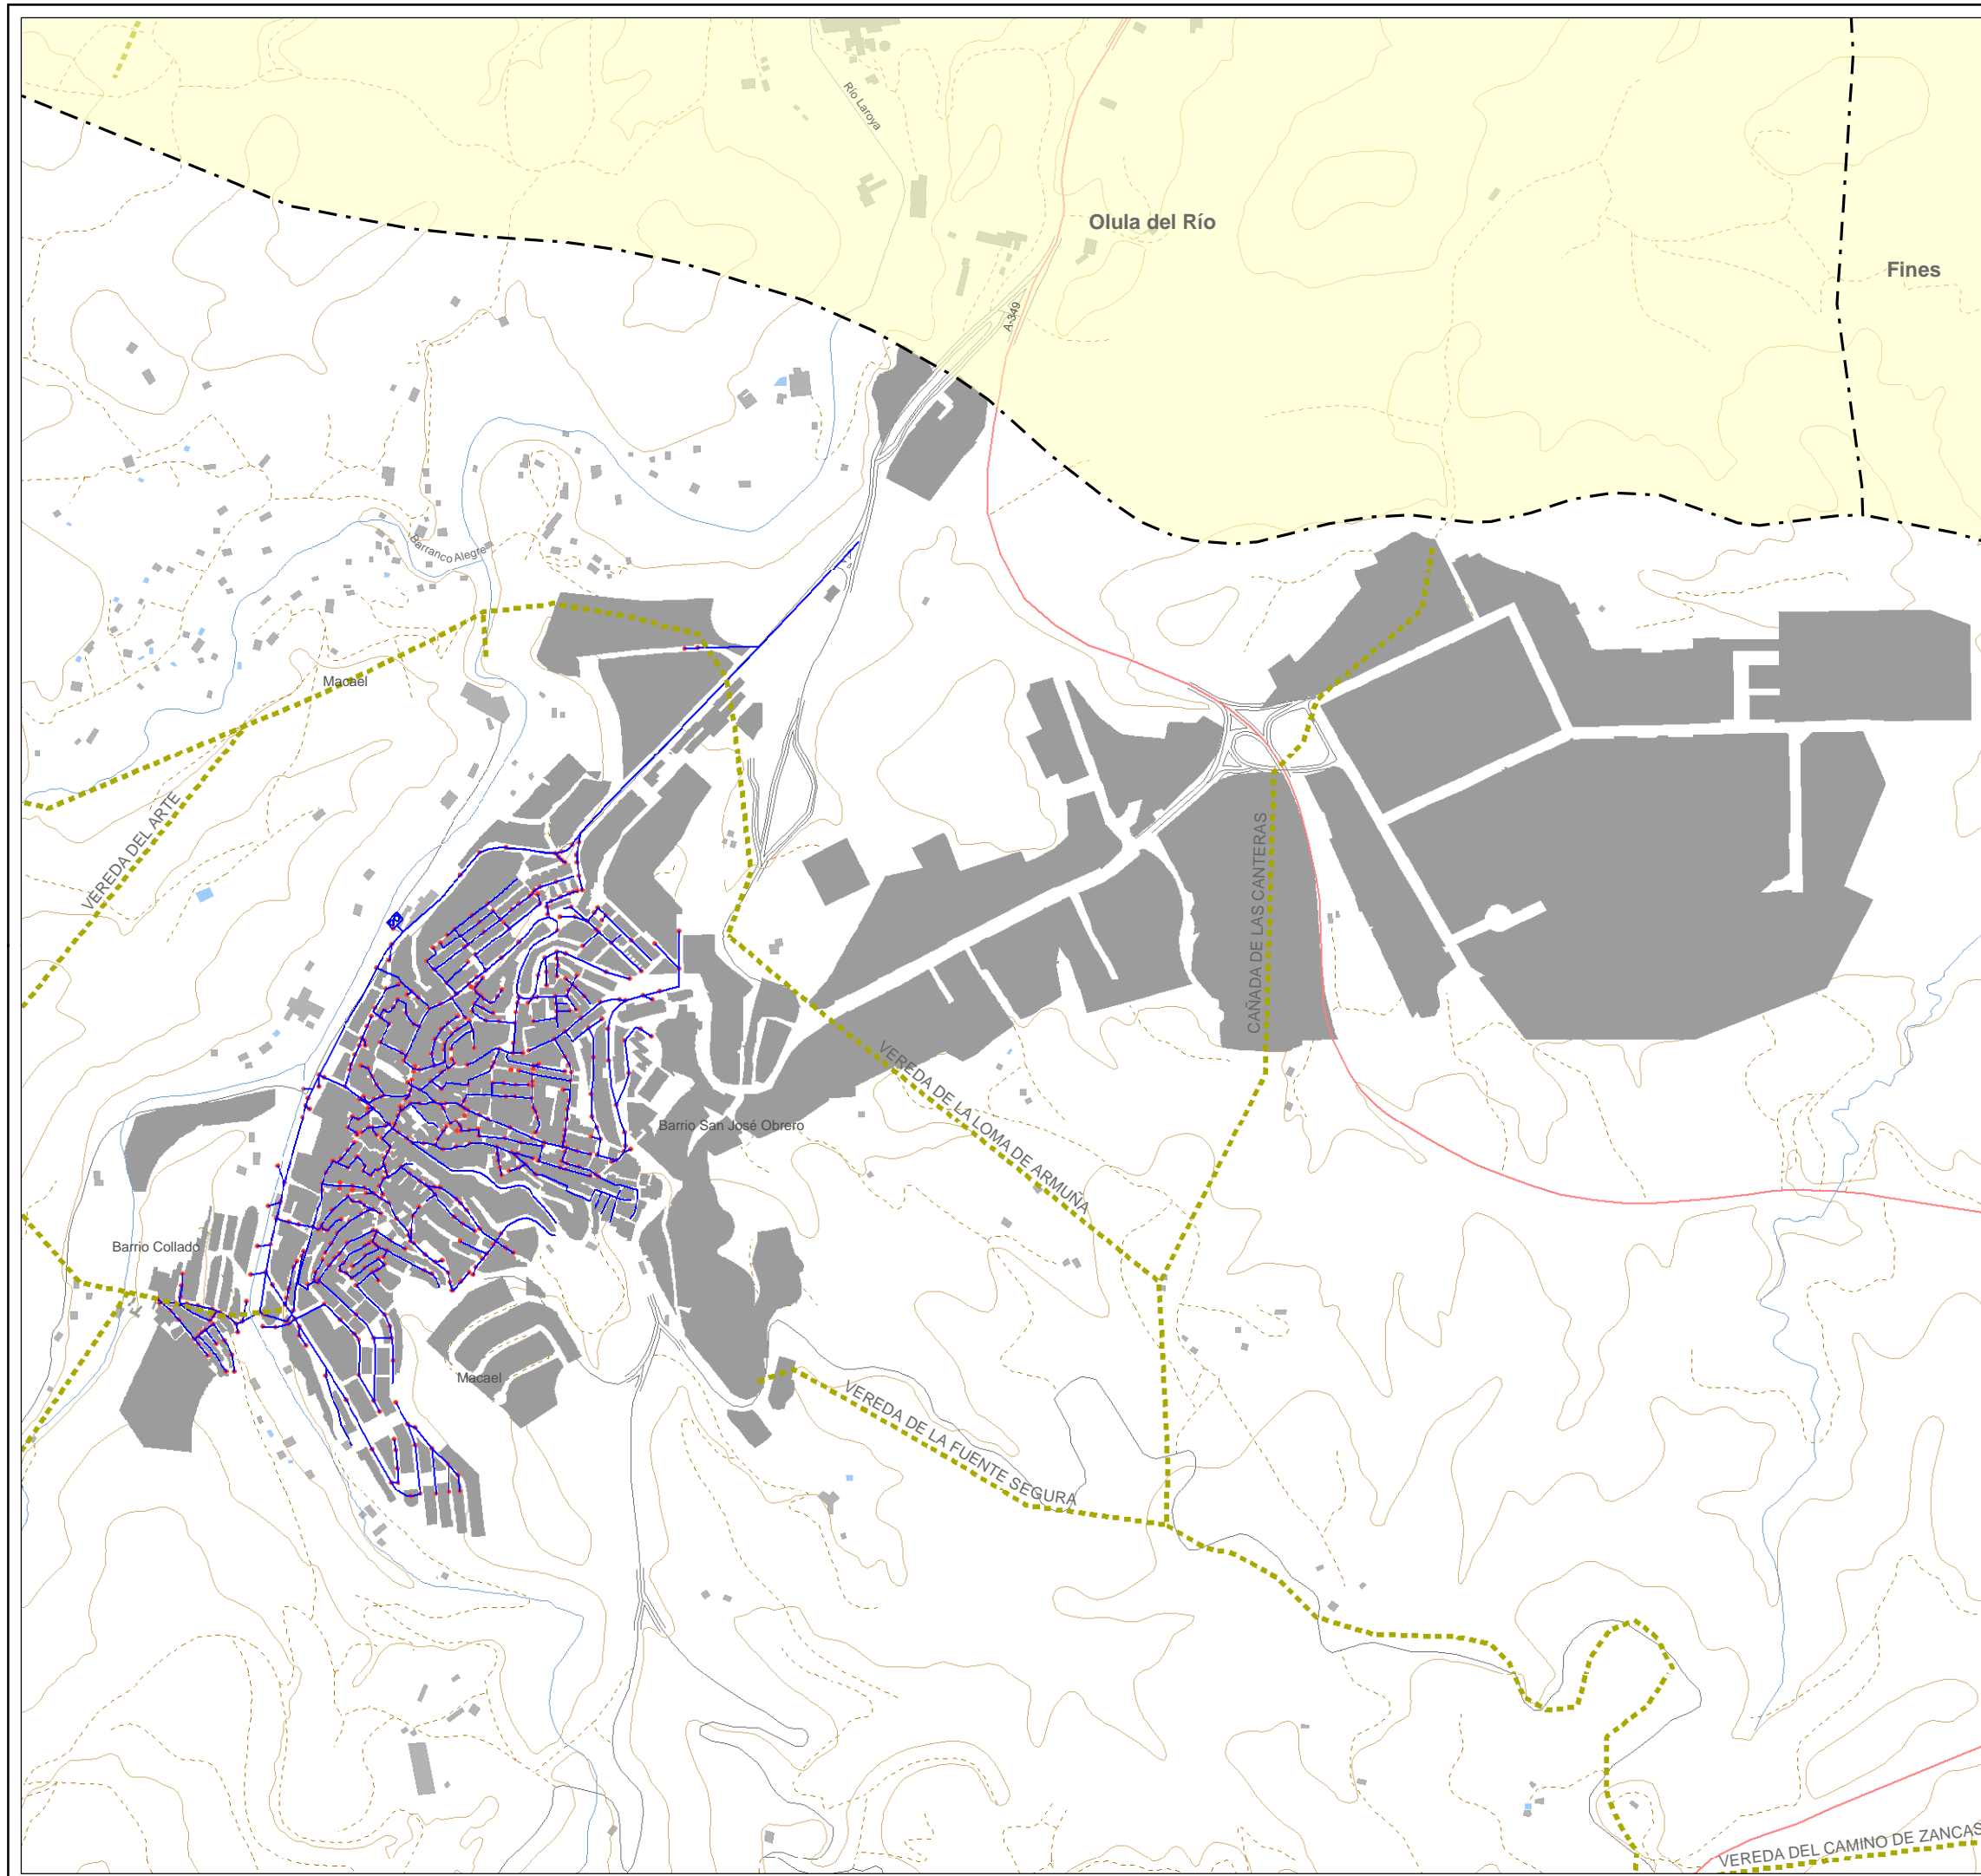 Río Laroya
Olula del Río
Fines
A-349
Barranco Alegre
Macael
VEREDA DEL ARTE
CAÑADA DE LAS CANTERAS
VEREDA DE LA LOMA DE ARMUÑA
Barrio San José Obrero
Barrio Collado
Macael
VEREDA DE LA FUENTE SEGURA
VEREDA DEL CAMINO DE ZANCAS